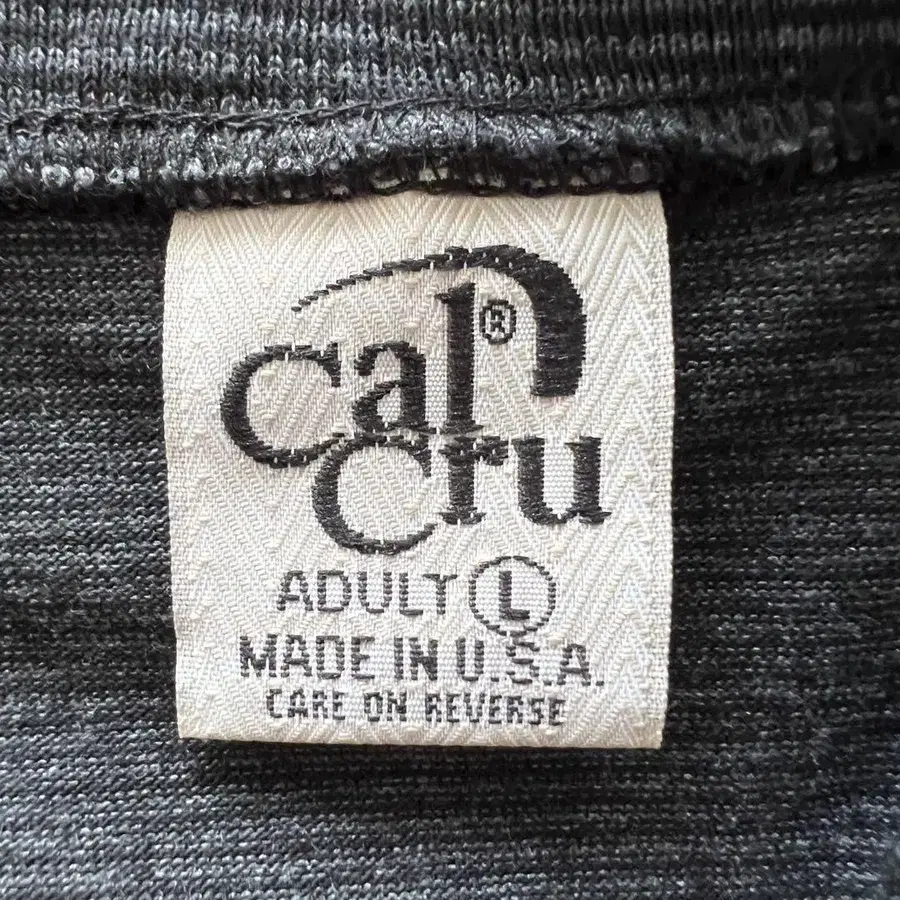 Cal®
Cru
ADULT L
MADE IN U.S.A.
CARE ON REVERSE